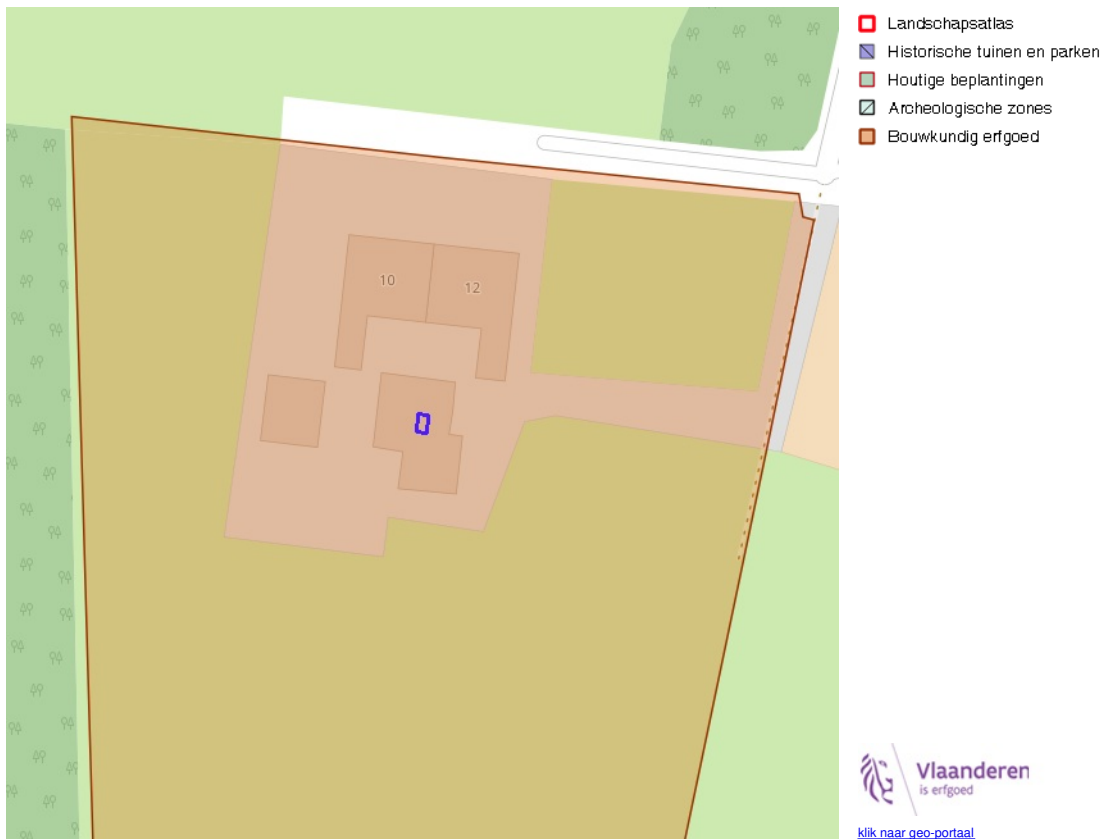 Landschapsatlas
Historische tuinen en parken
Houtige beplantingen
Archeologische zones
Bouwkundig erfgoed
10
12
Vlaanderen
is erfgoed
klik naar geo-portaal